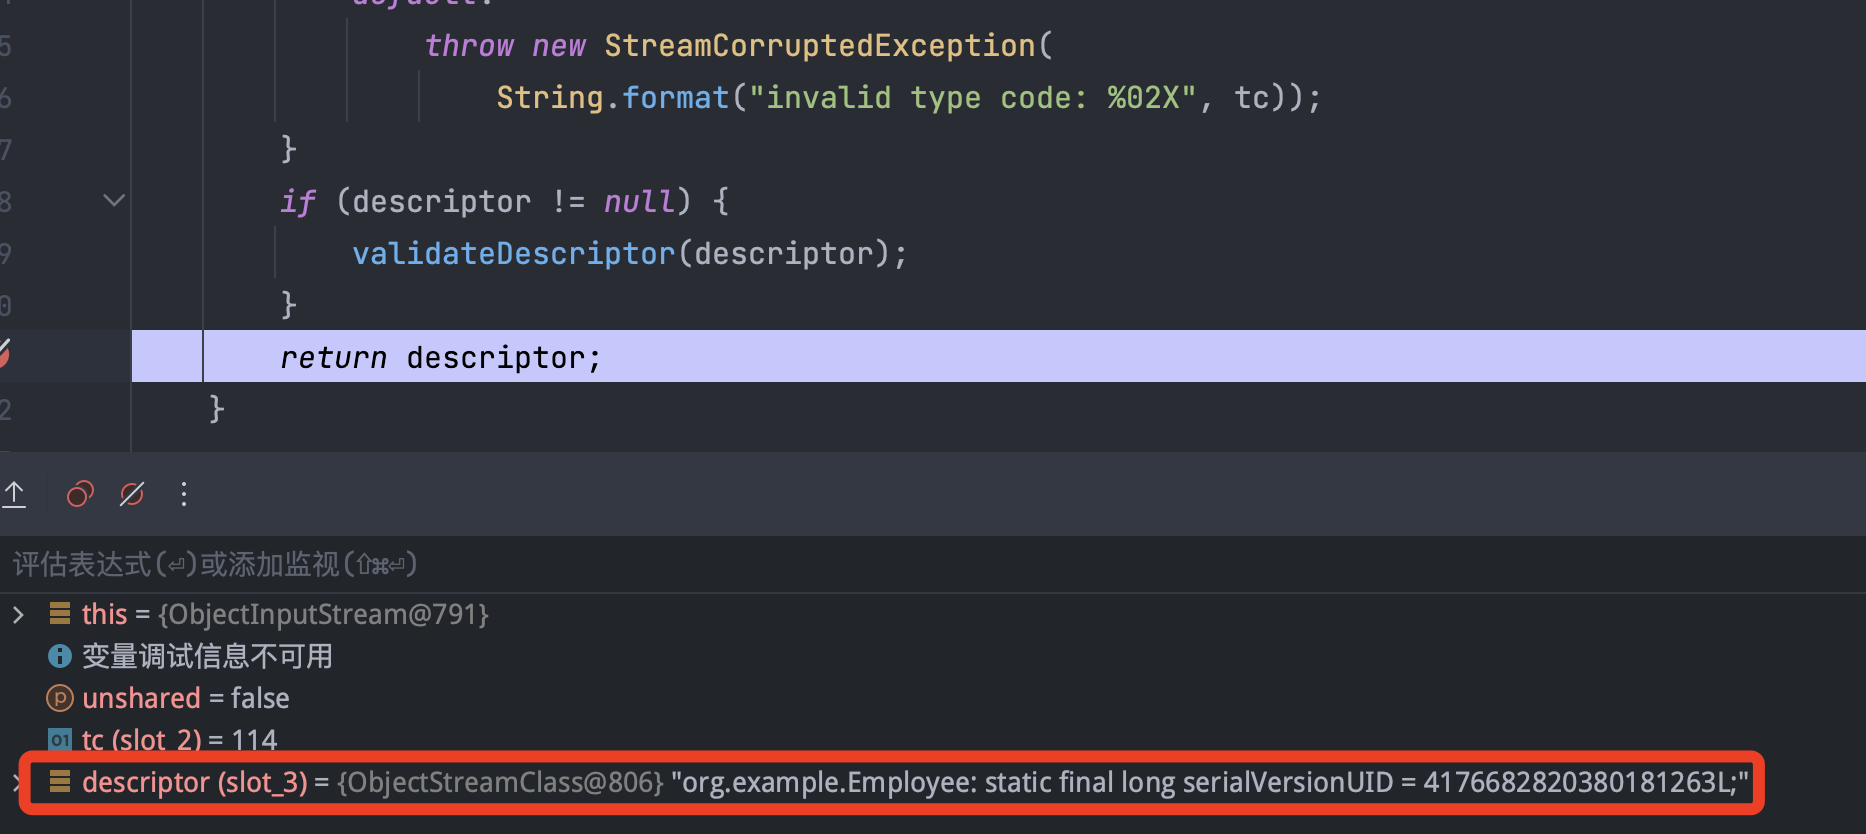 5 throw new StreamCorruptedException(
6 String.format("invalid type code: %02X", tc));
7 }
8 if (descriptor != null) {
9 validateDescriptor(descriptor);
0 }
return descriptor;
2 }
评估表达式(⏎)或添加监视(⇧⌘⏎)
this = {ObjectInputStream@791}
变量调试信息不可用
p unshared = false
01 tc (slot_2) = 114
descriptor (slot_3) = {ObjectStreamClass@806} "org.example.Employee: static final long serialVersionUID = 4176682820380181263L;"